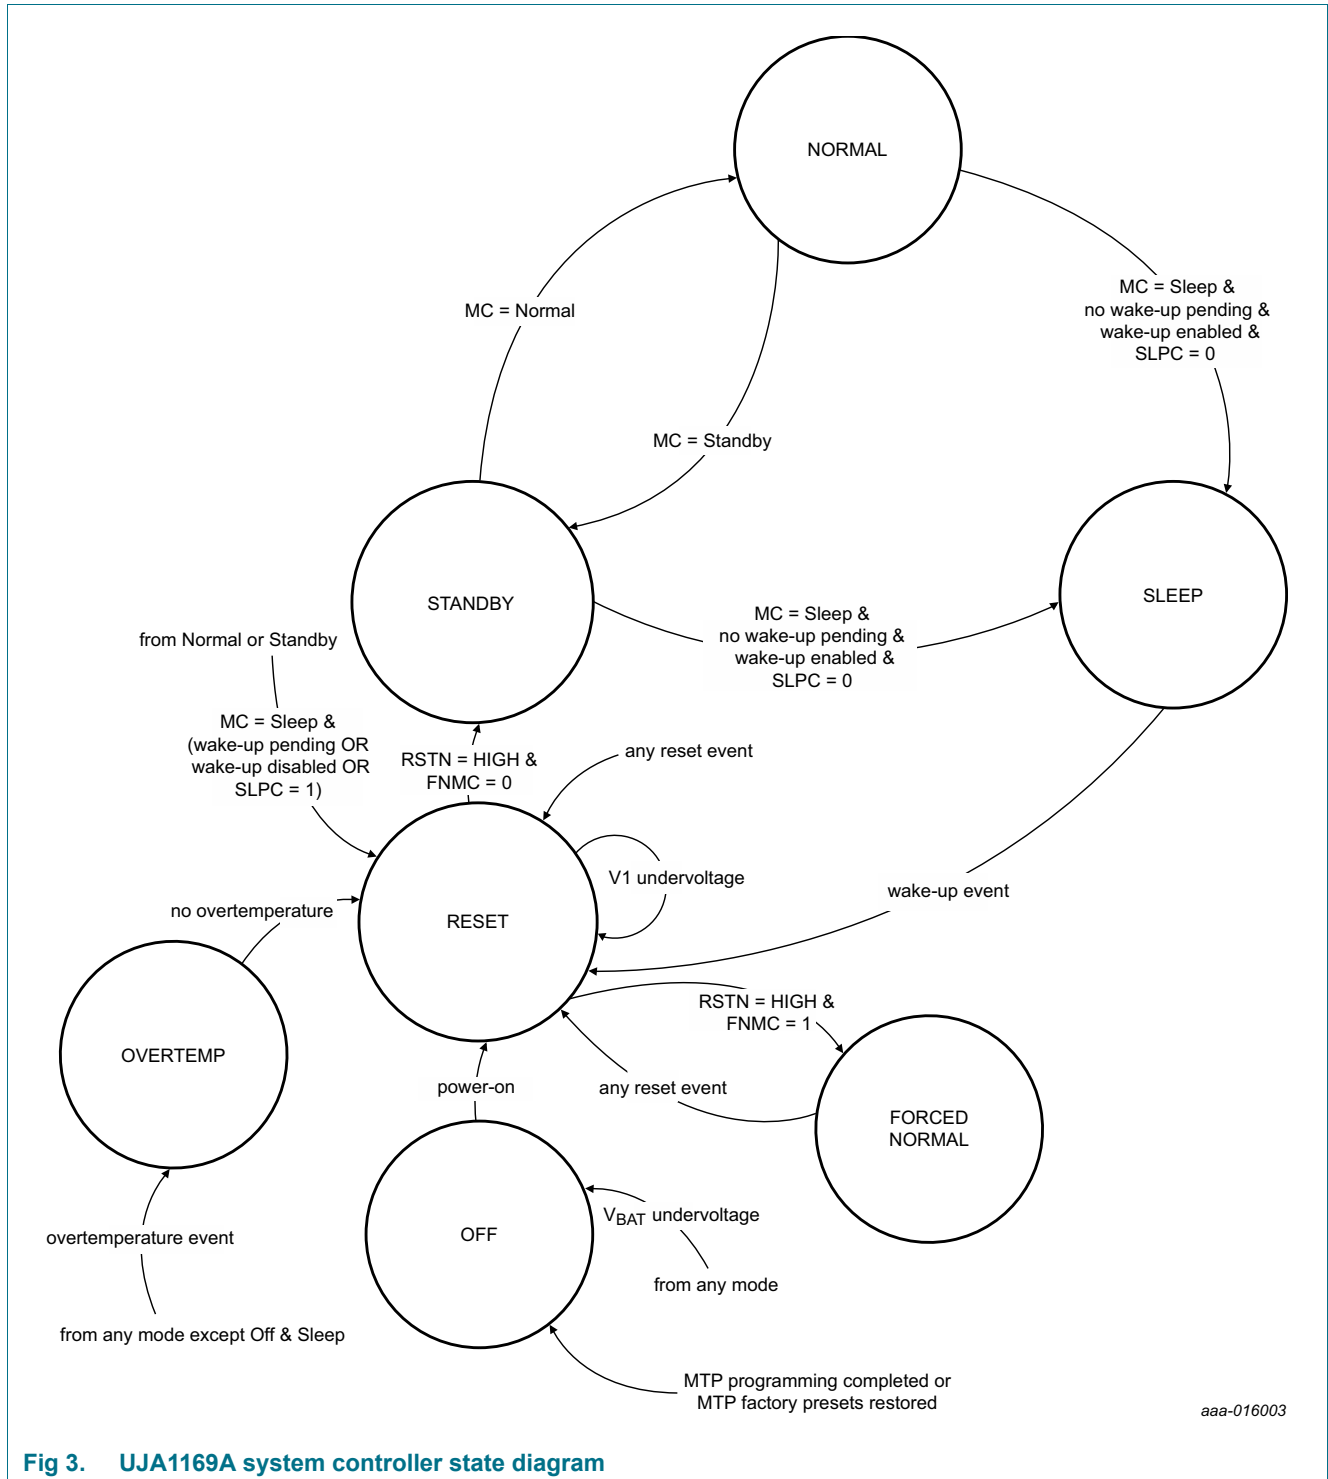 NORMAL
MC = Sleep &
no wake-up pending &
wake-up enabled &
SLPC = 0
MC = Normal
MC = Standby
STANDBY
SLEEP
MC = Sleep &
no wake-up pending &
wake-up enabled &
SLPC = 0
from Normal or Standby
MC = Sleep &
(wake-up pending OR
wake-up disabled OR
SLPC = 1)
RSTN = HIGH &
FNMC = 0
any reset event
V1 undervoltage
wake-up event
no overtemperature
RESET
RSTN = HIGH &
FNMC = 1
OVERTEMP
power-on
any reset event
FORCED
NORMAL
OFF
VBAT undervoltage
from any mode
overtemperature event
from any mode except Off & Sleep
MTP programming completed or
MTP factory presets restored
aaa-016003
Fig 3. UJA1169A system controller state diagram